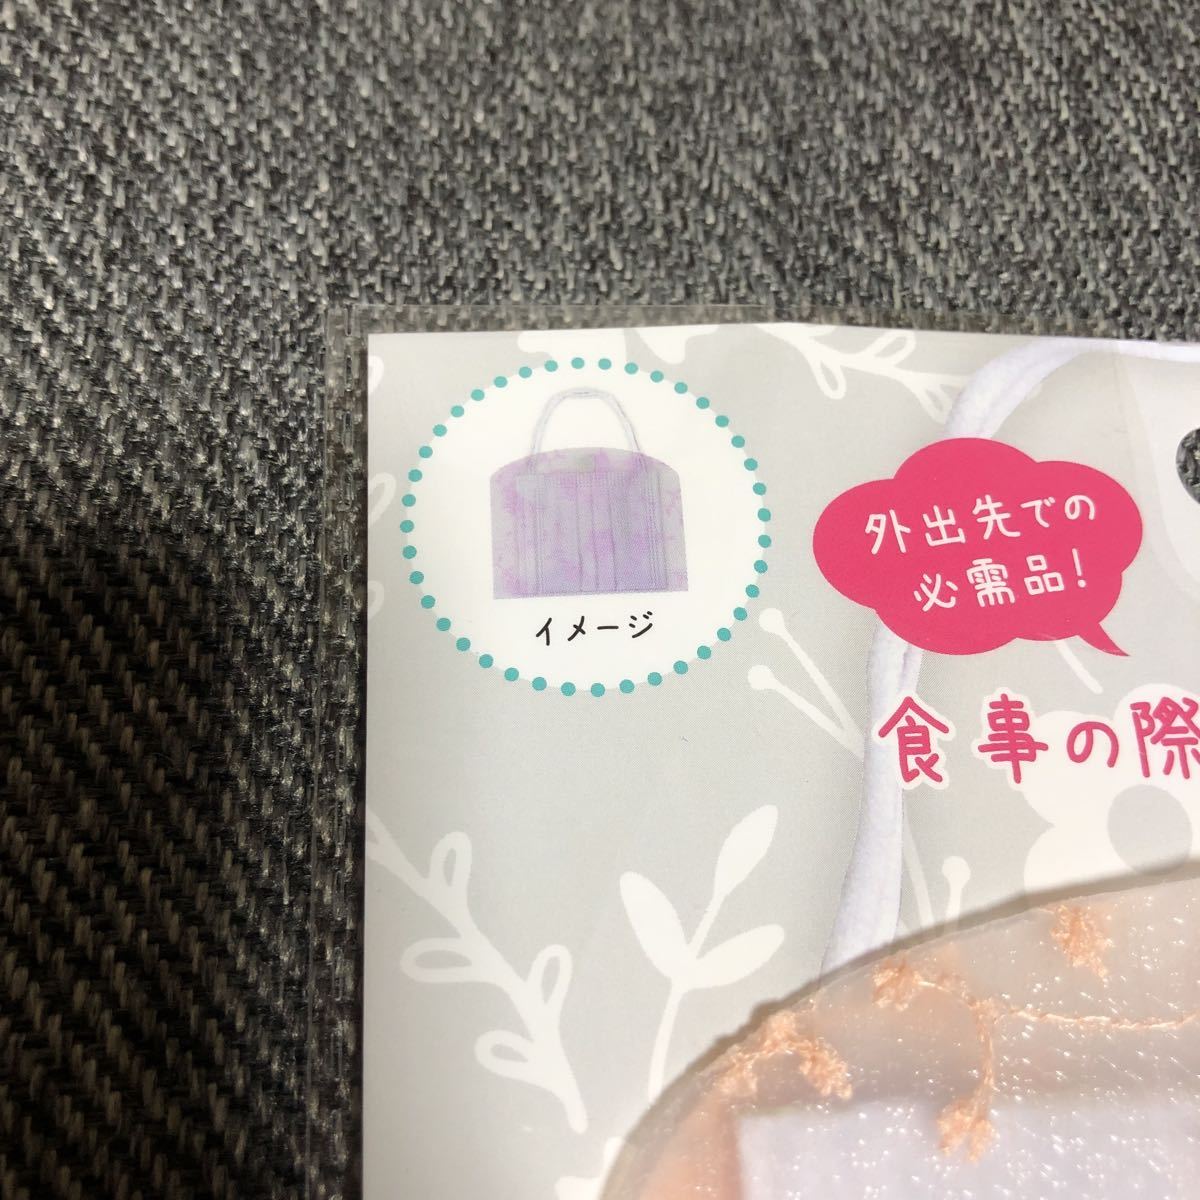 イメージ
外出先での
必需品!
食事の際